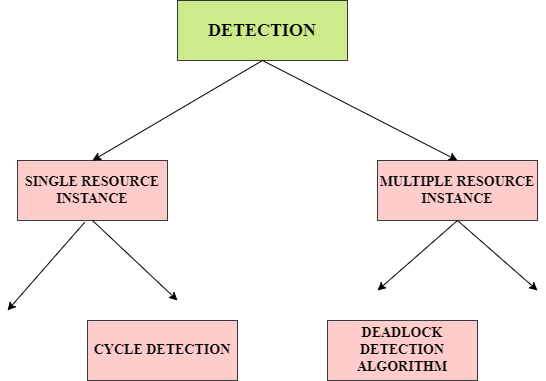 DETECTION
SINGLE RESOURCE
INSTANCE
MULTIPLE RESOURCE
INSTANCE
CYCLE DETECTION
DEADLOCK
DETECTION
ALGORITHM